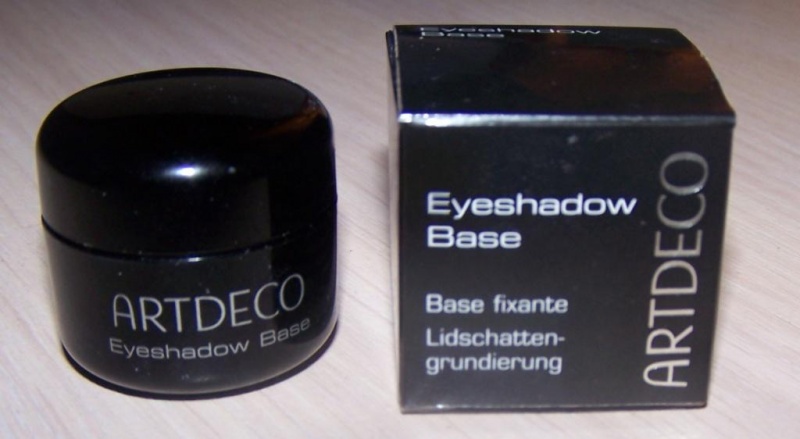 ARTDECO
Eyeshadow Base
Eyeshadow
Base
Eyeshadow
Base
Base fixante
Lidschatten-
grundierung
ARTDECO